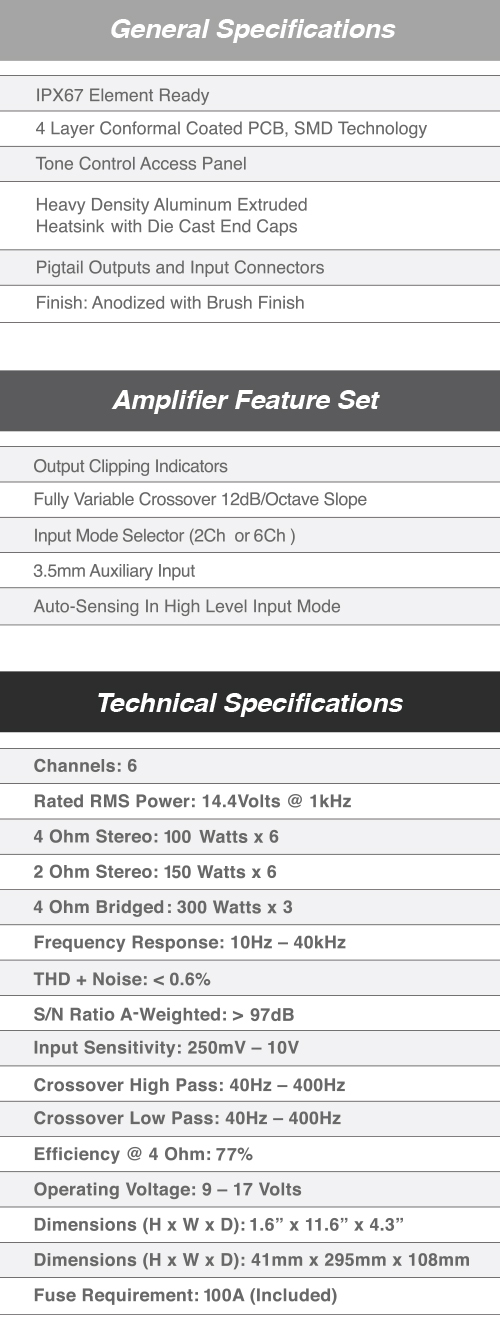 General Specifications
IPX67 Element Ready
4 Layer Conformal Coated PCB, SMD Technology
Tone Control Access Panel
Heavy Density Aluminum Extruded
Heatsink with Die Cast End Caps
Pigtail Outputs and Input Connectors
Finish: Anodized with Brush Finish
Amplifier Feature Set
Output Clipping Indicators
Fully Variable Crossover 12dB/Octave Slope
Input Mode Selector (2Ch or 6Ch )
3.5mm Auxiliary Input
Auto-Sensing In High Level Input Mode
Technical Specifications
Channels: 6
Rated RMS Power: 14.4Volts @ 1kHz
4 Ohm Stereo: 100 Watts x 6
2 Ohm Stereo: 150 Watts x 6
4 Ohm Bridged: 300 Watts x 3
Frequency Response: 10Hz – 40kHz
THD + Noise: < 0.6%
S/N Ratio A-Weighted: > 97dB
Input Sensitivity: 250mV – 10V
Crossover High Pass: 40Hz – 400Hz
Crossover Low Pass: 40Hz – 400Hz
Efficiency @ 4 Ohm: 77%
Operating Voltage: 9 – 17 Volts
Dimensions (H x W x D): 1.6” x 11.6” x 4.3”
Dimensions (H x W x D): 41mm x 295mm x 108mm
Fuse Requirement: 100A (Included)